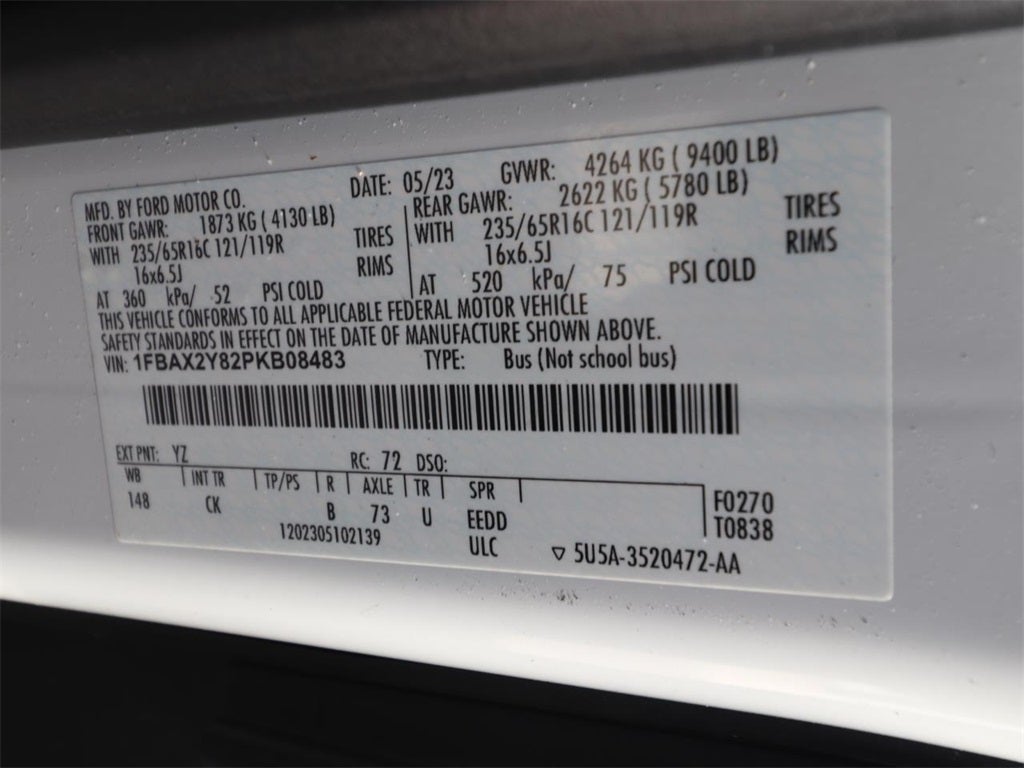 MFD. BY FORD MOTOR CO. DATE: 05/23 GVWR: 4264 KG ( 9400 LB)
FRONT GAWR: 1873 KG ( 4130 LB) REAR GAWR: 2622 KG ( 5780 LB)
WITH 235/65R16C 121/119R TIRES WITH 235/65R16C 121/119R TIRES
16x6.5J RIMS 16x6.5J RIMS
AT 360 kPa/ 52 PSI COLD AT 520 kPa/ 75 PSI COLD
THIS VEHICLE CONFORMS TO ALL APPLICABLE FEDERAL MOTOR VEHICLE
SAFETY STANDARDS IN EFFECT ON THE DATE OF MANUFACTURE SHOWN ABOVE.
VIN: 1FBAX2Y82PKB08483 TYPE: Bus (Not school bus)
EXT PNT: YZ RC: 72 DSO:
WB INT TR TP/PS R AXLE TR SPR
148 CK B 73 U EEDD
F0270
T0838
1202305102139 ULC ▽ 5U5A-3520472-AA